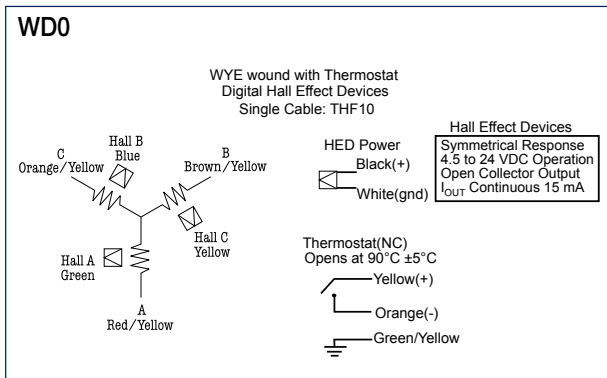 WD0
WYE wound with Thermostat
Digital Hall Effect Devices
Single Cable: THF10
Hall B
Blue
C
Orange/Yellow
B
Brown/Yellow
Hall C
Yellow
Hall A
Green
A
Red/Yellow
HED Power
Black(+)
White(gnd)
Hall Effect Devices
Symmetrical Response
4.5 to 24 VDC Operation
Open Collector Output
IOUT Continuous 15 mA
Thermostat(NC)
Opens at 90°C ±5°C
Yellow(+)
Orange(-)
Green/Yellow